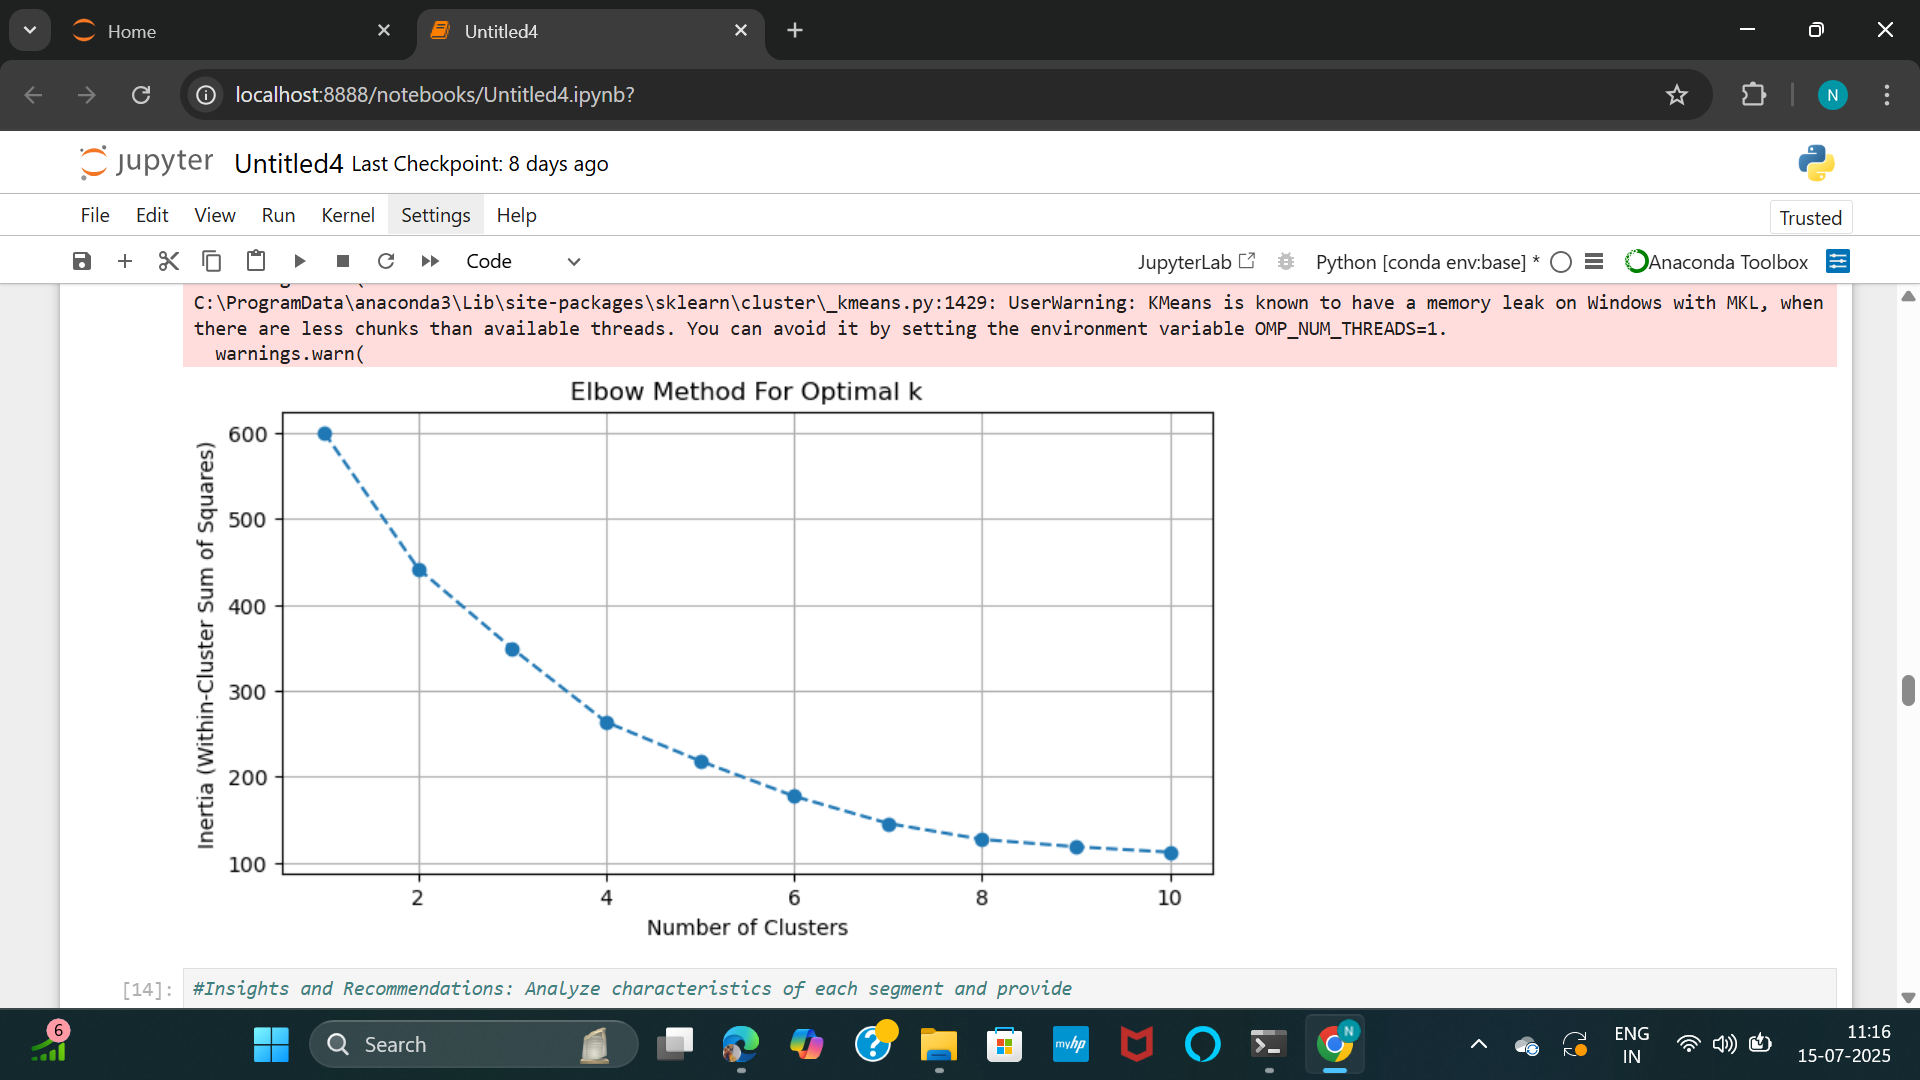 Home
Untitled4
localhost:8888/notebooks/Untitled4.ipynb?
N
jupyter Untitled4 Last Checkpoint: 8 days ago
File Edit View Run Kernel Settings Help
Trusted
Code
JupyterLab
Python [conda env:base] *
Anaconda Toolbox
C:\ProgramData\anaconda3\Lib\site-packages\sklearn\cluster\_kmeans.py:1429: UserWarning: KMeans is known to have a memory leak on Windows with MKL, when
there are less chunks than available threads. You can avoid it by setting the environment variable OMP_NUM_THREADS=1.
warnings.warn(
Elbow Method For Optimal k
Inertia (Within-Cluster Sum of Squares)
600
500
400
300
200
100
2 4 6 8 10
Number of Clusters
[14]: #Insights and Recommendations: Analyze characteristics of each segment and provide
6
Search
myhp
N
ENG
IN
11:16
15-07-2025